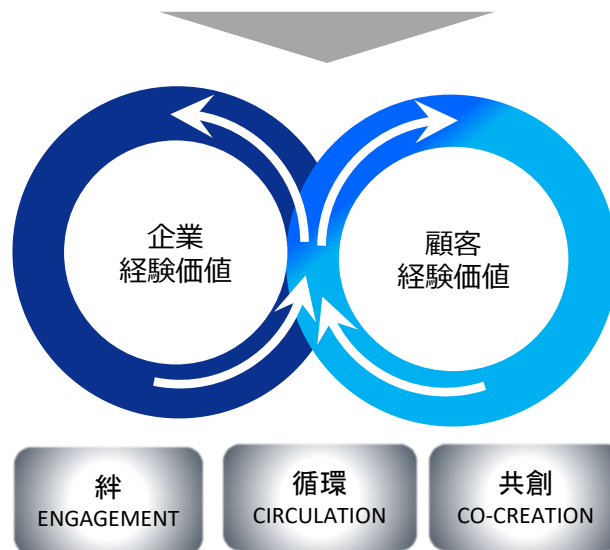 企業
経験価値
顧客
経験価値
絆
ENGAGEMENT
循環
CIRCULATION
共創
CO-CREATION